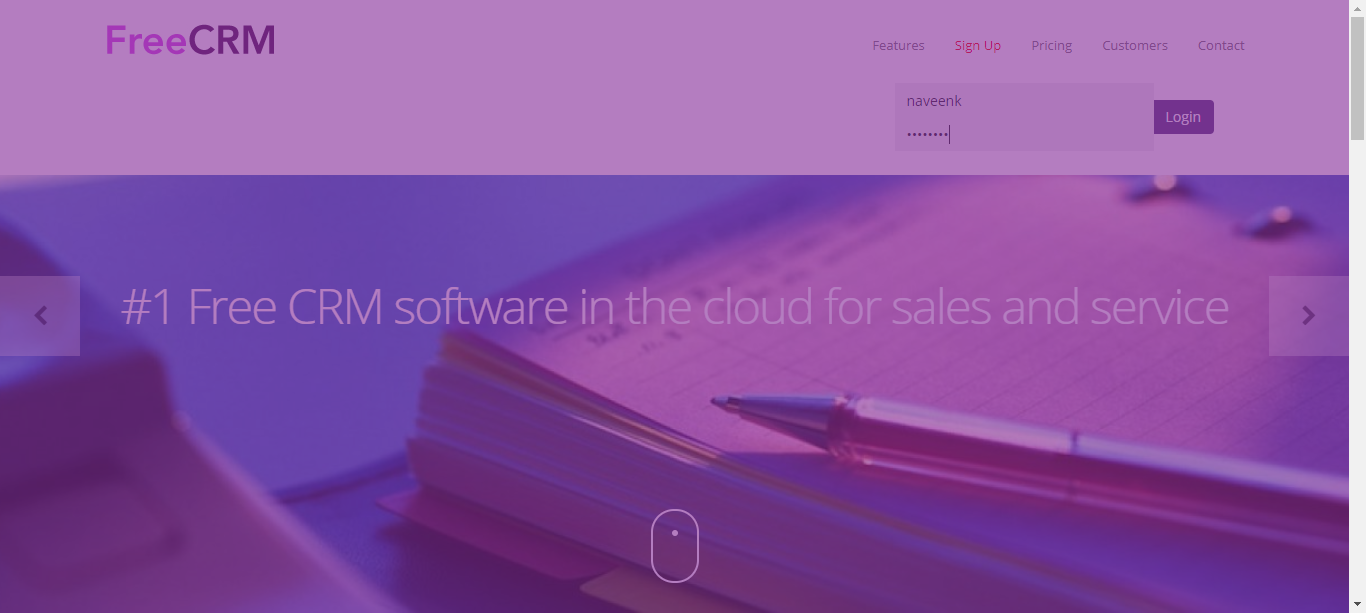 FreeCRM
Features Sign Up Pricing Customers Contact
naveenk
••••••••
Login
#1 Free CRM software in the cloud for sales and service